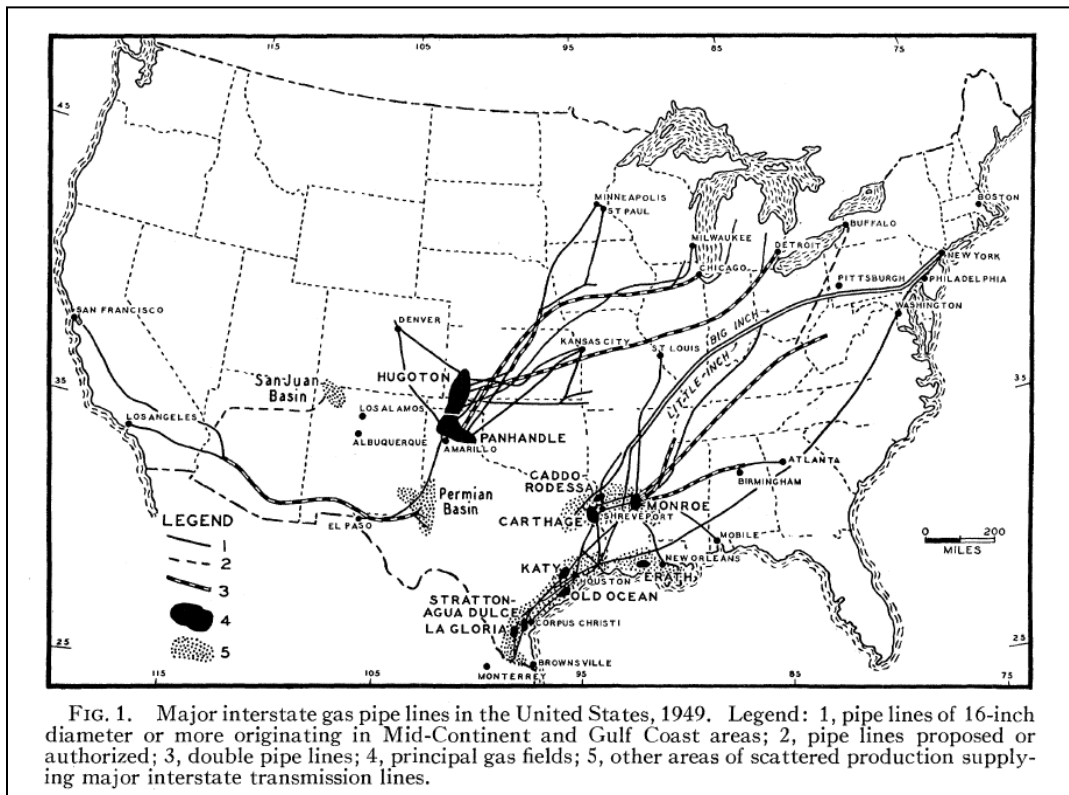 115
105
95
85
75
45
45
MINNEAPOLIS
ST PAUL
BOSTON
MILWAUKEE
BUFFALO
DETROIT
NEW YORK
CHICAGO
PITTSBURGH
PHILADELPHIA
WASHINGTON
SAN FRANCISCO
DENVER
BIG INCH
KANSAS CITY
ST LOUIS
HUGOTON
LITTLE-INCH
35
35
San Juan
Basin
LOS ALAMOS
LOS ANGELES
ALBUQUERQUE
PANHANDLE
AMARILLO
ATLANTA
CADDO-
RODESSA
BIRMINGHAM
Permian
Basin
MONROE
CARTHAGE
SHREVEPORT
EL PASO
LEGEND
1
2
3
4
5
MOBILE
0 200
MILES
NEW ORLEANS
KATY
HOUSTON
ERATH
OLD OCEAN
STRATTON-
AGUA DULCE
LA GLORIA
CORPUS CHRISTI
25
25
BROWNSVILLE
MONTERREY
115
105
95
85
75
FIG. 1. Major interstate gas pipe lines in the United States, 1949. Legend: 1, pipe lines of 16-inch
diameter or more originating in Mid-Continent and Gulf Coast areas; 2, pipe lines proposed or
authorized; 3, double pipe lines; 4, principal gas fields; 5, other areas of scattered production supply-
ing major interstate transmission lines.